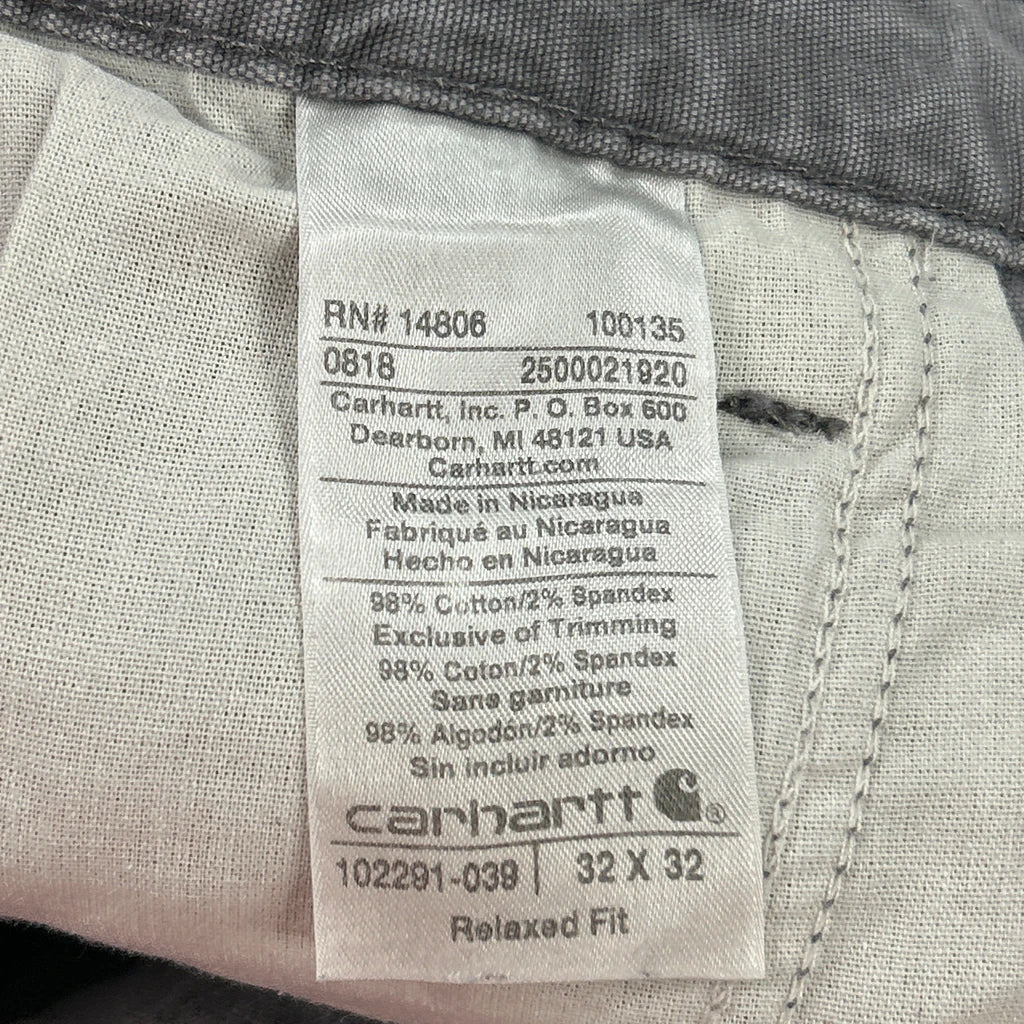 RN# 14806 100135
0818 2500021920
Carhartt, Inc. P. O. Box 600
Dearborn, MI 48121 USA
Carhartt.com
Made in Nicaragua
Fabriqué au Nicaragua
Hecho en Nicaragua
98% Cotton/2% Spandex
Exclusive of Trimming
98% Coton/2% Spandex
Sans garniture
98% Algodón/2% Spandex
Sin incluir adorno
carhartt®
102291-039 32 X 32
Relaxed Fit